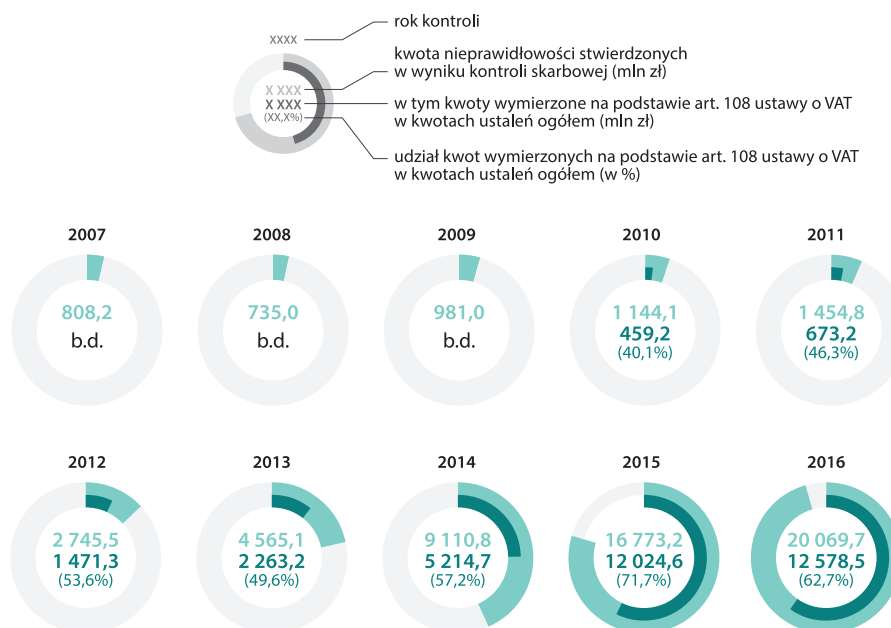 rok kontroli
XXXX
kwota nieprawidłowości stwierdzonych
w wyniku kontroli skarbowej (mln zł)
X XXX
X XXX
(XX,X%)
w tym kwoty wymierzone na podstawie art. 108 ustawy o VAT
w kwotach ustaleń ogółem (mln zł)
udział kwot wymierzonych na podstawie art. 108 ustawy o VAT
w kwotach ustaleń ogółem (w %)
2007
808,2
b.d.
2008
735,0
b.d.
2009
981,0
b.d.
2010
1 144,1
459,2
(40,1%)
2011
1 454,8
673,2
(46,3%)
2012
2 745,5
1 471,3
(53,6%)
2013
4 565,1
2 263,2
(49,6%)
2014
9 110,8
5 214,7
(57,2%)
2015
16 773,2
12 024,6
(71,7%)
2016
20 069,7
12 578,5
(62,7%)